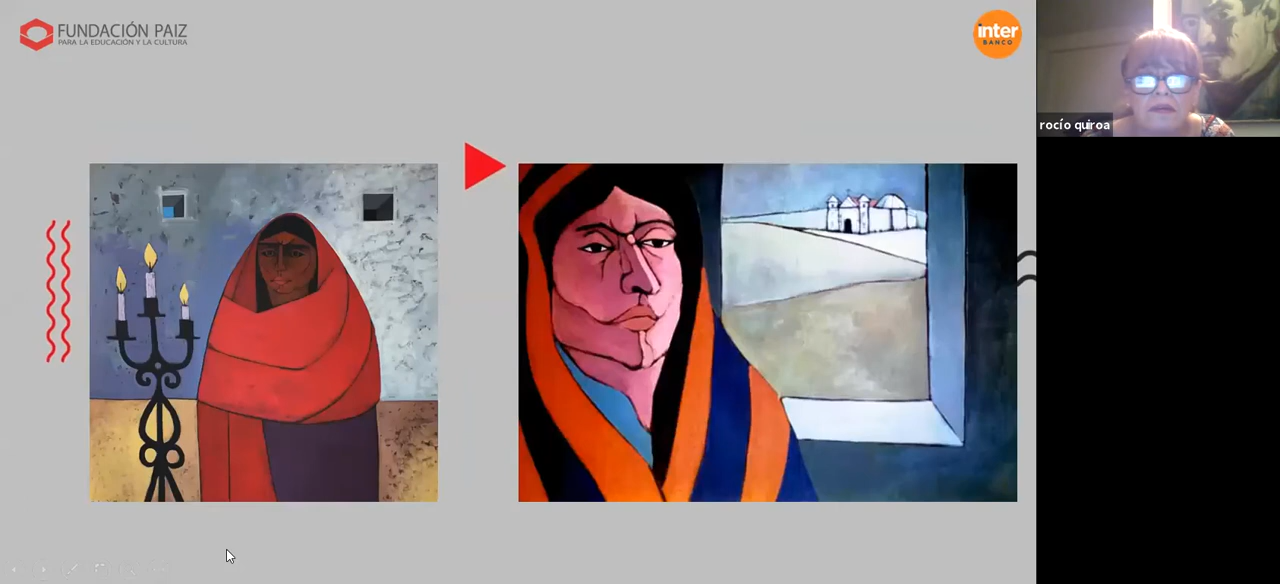 FUNDACIÓN PAIZ
PARA LA EDUCACIÓN Y LA CULTURA
inter
BANCO
rocío quiroa